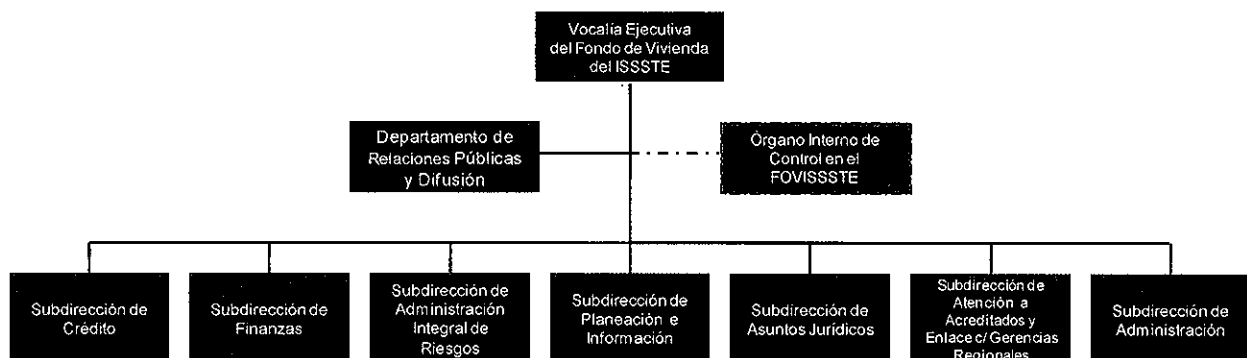 Vocalía Ejecutiva
del Fondo de Vivienda
del ISSSTE
Departamento de
Relaciones Públicas
y Difusión
Órgano Interno de
Control en el
FOVISSSTE
Subdirección de
Crédito
Subdirección de
Finanzas
Subdirección de
Administración
Integral de
Riesgos
Subdirección de
Planeación e
Información
Subdirección de
Asuntos Jurídicos
Subdirección de
Atención a
Acreditados y
Enlace c/ Gerencias
Regionales
Subdirección de
Administración